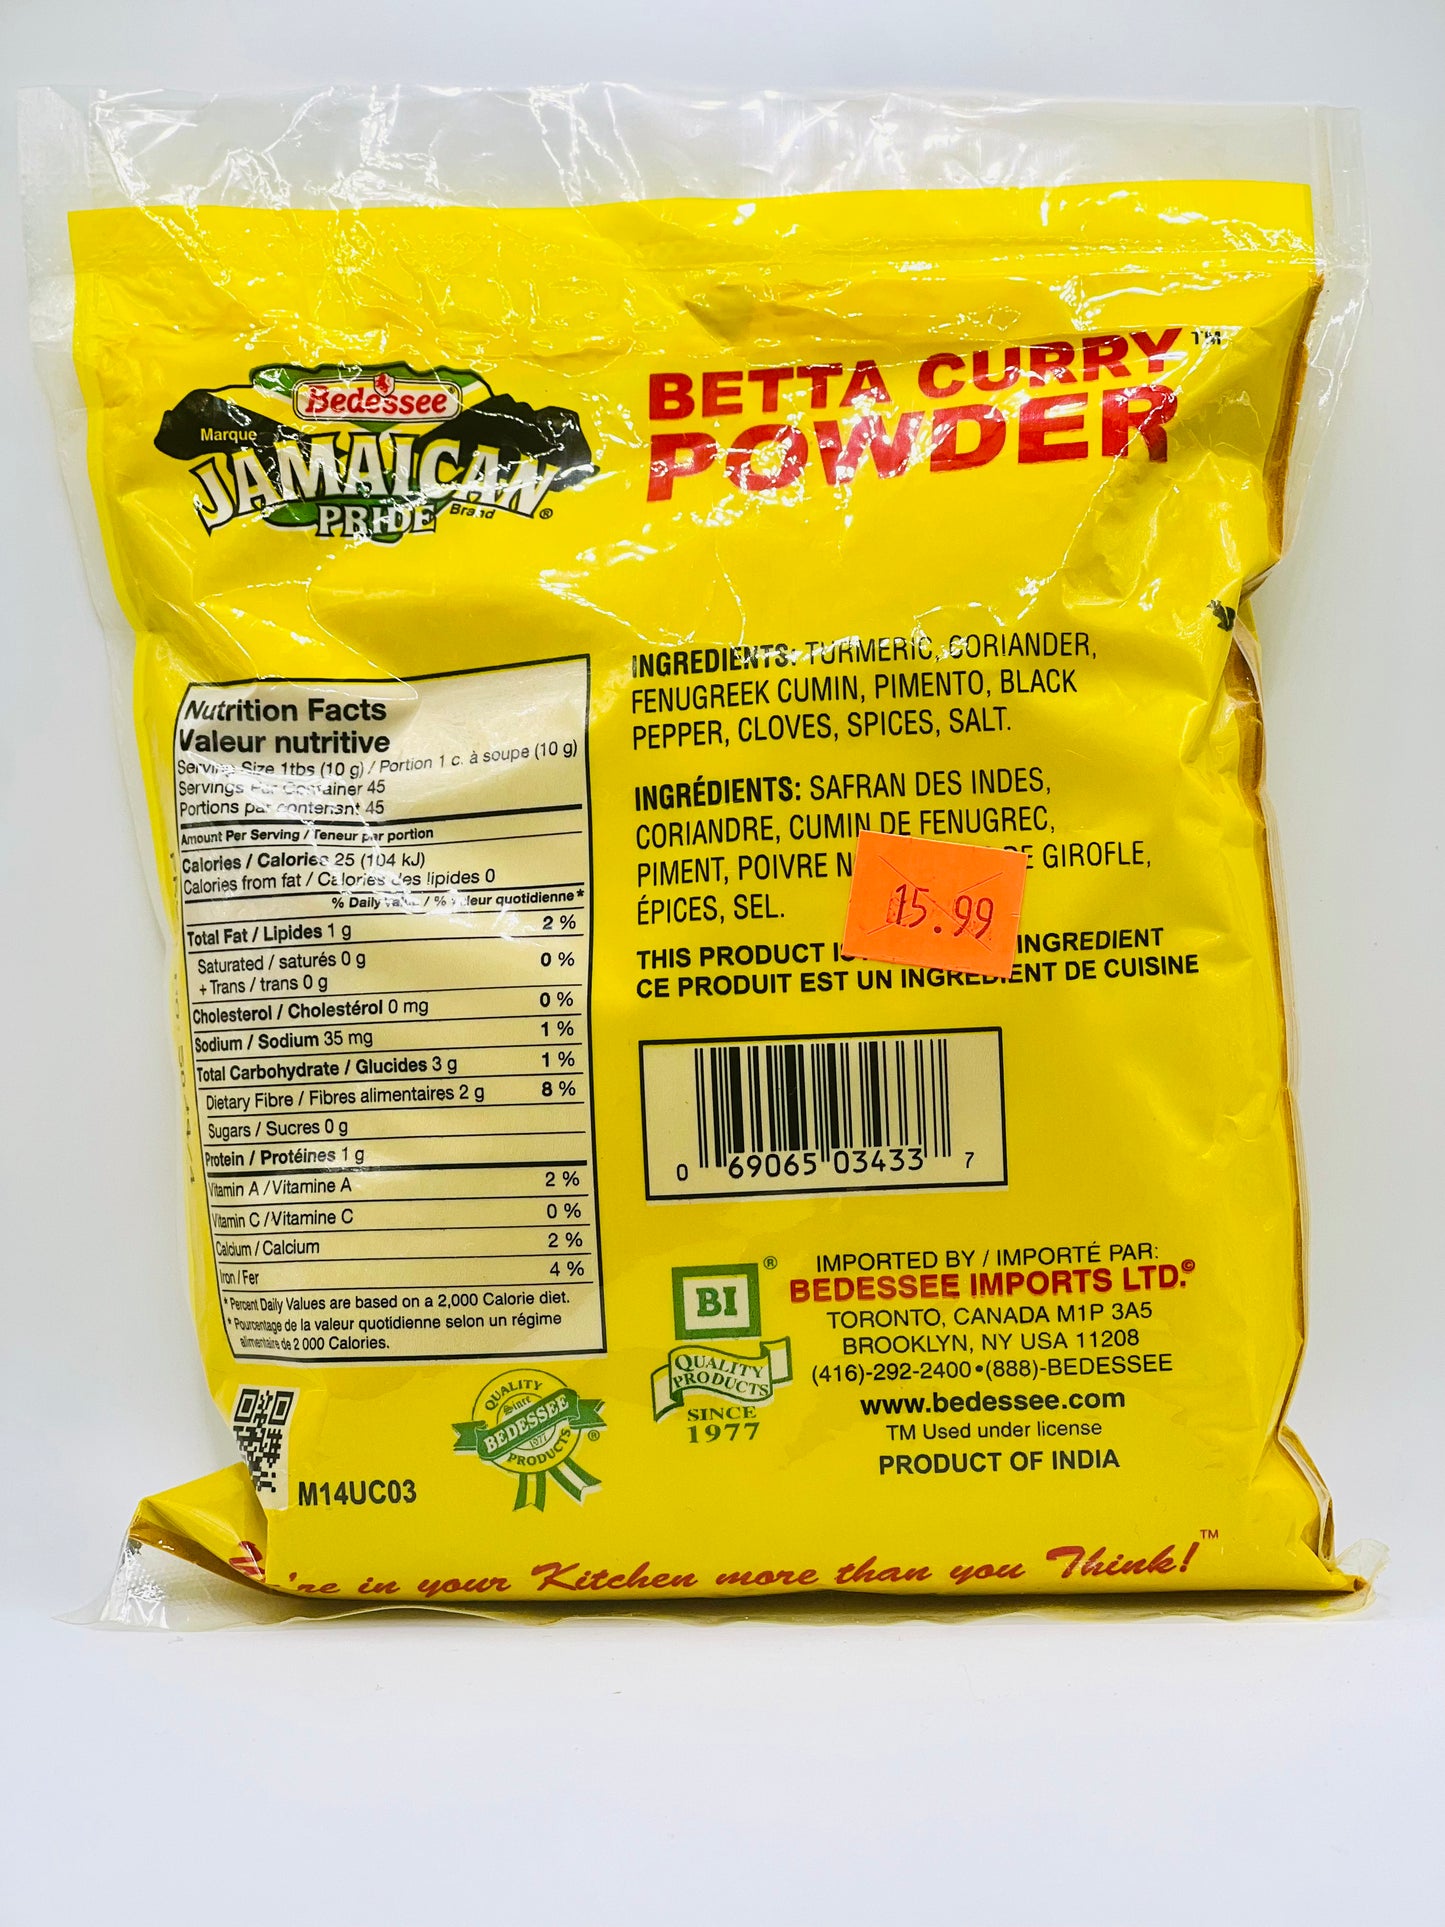 Bedessee
Marque
JAMAICAN
PRIDE Brand ®
BETTA CURRY™
POWDER
Nutrition Facts
Valeur nutritive
Serving Size 1tbs (10 g) / Portion 1 c. à soupe (10 g)
Servings Per Container 45
Portions par contenant 45
Amount Per Serving / Teneur par portion
Calories / Calories 25 (104 kJ)
Calories from fat / Calories des lipides 0
% Daily Value / % valeur quotidienne*
Total Fat / Lipides 1 g 2 %
Saturated / saturés 0 g 0 %
+ Trans / trans 0 g
Cholesterol / Cholestérol 0 mg 0 %
Sodium / Sodium 35 mg 1 %
Total Carbohydrate / Glucides 3 g 1 %
Dietary Fibre / Fibres alimentaires 2 g 8 %
Sugars / Sucres 0 g
Protein / Protéines 1 g
Vitamin A / Vitamine A 2 %
Vitamin C / Vitamine C 0 %
Calcium / Calcium 2 %
Iron / Fer 4 %
* Percent Daily Values are based on a 2,000 Calorie diet.
* Pourcentage de la valeur quotidienne selon un régime
alimentaire de 2 000 Calories.
INGREDIENTS: TURMERIC, CORIANDER,
FENUGREEK CUMIN, PIMENTO, BLACK
PEPPER, CLOVES, SPICES, SALT.
INGRÉDIENTS: SAFRAN DES INDES,
CORIANDRE, CUMIN DE FENUGREC,
PIMENT, POIVRE GIROFLE,
ÉPICES, SEL.
15.99
THIS PRODUCT INGREDIENT
CE PRODUIT EST UN INGREDIENT DE CUISINE
0 69065 03433 7
BI ®
QUALITY
PRODUCTS
SINCE
1977
IMPORTED BY / IMPORTÉ PAR:
BEDESSEE IMPORTS LTD.©
TORONTO, CANADA M1P 3A5
BROOKLYN, NY USA 11208
(416)-292-2400•(888)-BEDESSEE
www.bedessee.com
TM Used under license
PRODUCT OF INDIA
QUALITY
Since
BEDESSEE
1977
PRODUCTS ®
M14UC03
in your Kitchen more than you Think!™